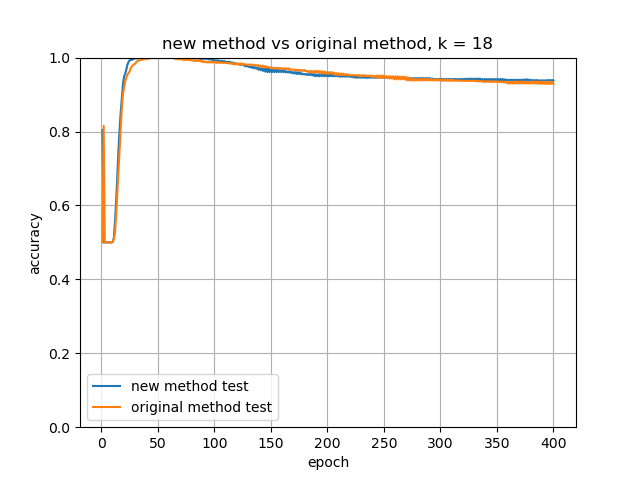 new method vs original method, k = 18
accuracy
1.0
0.8
0.6
0.4
0.2
0.0
new method test
original method test
0 50 100 150 200 250 300 350 400
epoch